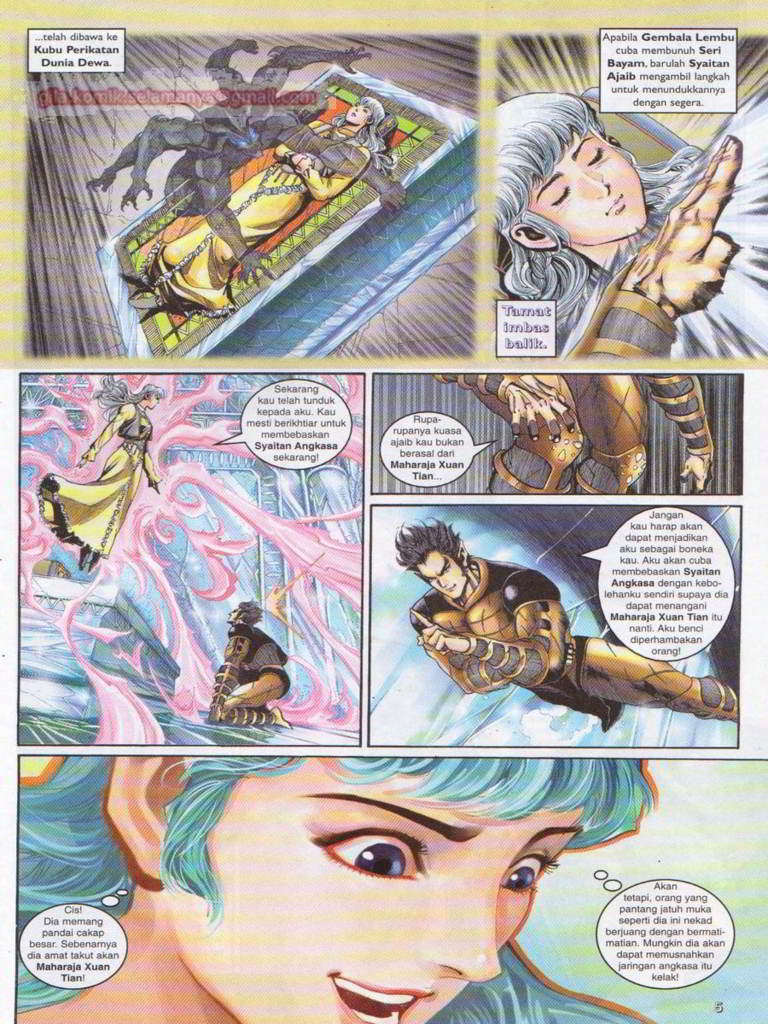 ...telah dibawa ke
Kubu Perikatan
Dunia Dewa.
gila.komik.selamanya@gmail.com
Apabila Gembala Lembu
cuba membunuh Seri
Bayam, barulah Syaitan
Ajaib mengambil langkah
untuk menundukkannya
dengan segera.
Tamat
imbas
balik.
Sekarang
kau telah tunduk
kepada aku. Kau
mesti berikhtiar untuk
membebaskan
Syaitan Angkasa
sekarang!
Rupa-
rupanya kuasa
ajaib kau bukan
berasal dari
Maharaja Xuan
Tian...
Jangan
kau harap akan
dapat menjadikan
aku sebagai boneka
kau. Aku akan cuba
membebaskan Syaitan
Angkasa dengan kebo-
lehanku sendiri supaya dia
dapat menangani
Maharaja Xuan Tian itu
nanti. Aku benci
diperhambakan
orang!
Cis!
Dia memang
pandai cakap
besar. Sebenarnya
dia amat takut akan
Maharaja Xuan
Tian!
Akan
tetapi, orang yang
pantang jatuh muka
seperti dia ini nekad
berjuang dengan bermati-
matian. Mungkin dia akan
dapat memusnahkan
jaringan angkasa itu
kelak!
5